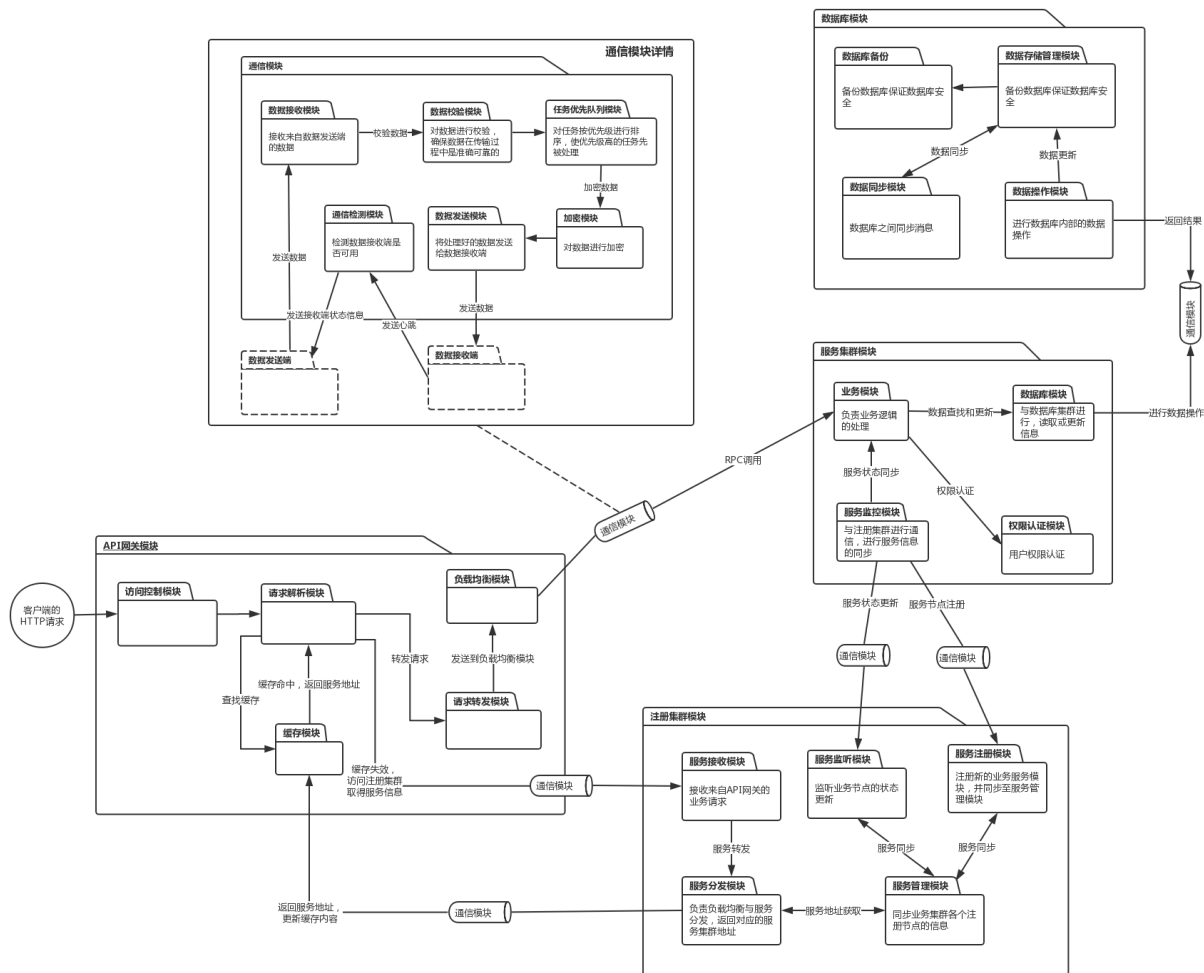 通信模块详情
通信模块
数据接收模块
接收来自数据发送端
的数据
校验数据
数据校验模块
对数据进行校验，
确保数据在传输过
程中是准确可靠的
任务优先队列模块
对任务按优先级进行排
序，使优先级高的任务先
被处理
加密数据
加密模块
对数据进行加密
数据发送模块
将处理好的数据发送
给数据接收端
通信检测模块
检测数据接收端是
否可用
发送数据
发送接收端状态信息
发送心跳
发送数据
数据发送端
数据接收端
数据库模块
数据库备份
备份数据库保证数据库安
全
数据存储管理模块
备份数据库保证数据库安
全
数据同步
数据更新
数据同步模块
数据库之间同步消息
数据操作模块
进行数据库内部的数据
操作
返回结果
通信模块
进行数据操作
服务集群模块
业务模块
负责业务逻辑
的处理
数据查找和更新
数据库模块
与数据库集群进
行，读取或更新
信息
服务状态同步
权限认证
服务监控模块
与注册集群进行通
信，进行服务信息
的同步
权限认证模块
用户权限认证
RPC调用
通信模块
服务状态更新
服务节点注册
通信模块
通信模块
API网关模块
客户端的
HTTP请求
访问控制模块
请求解析模块
负载均衡模块
转发请求
发送到负载均衡模块
缓存命中，返回服务地址
查找缓存
请求转发模块
缓存模块
缓存失效，
访问注册集群
取得服务信息
通信模块
注册集群模块
服务接收模块
接收来自API网关的
业务请求
服务监听模块
监听业务节点的状态
更新
服务注册模块
注册新的业务服务模
块，并同步至服务管
理模块
服务转发
服务同步
服务同步
服务分发模块
负责负载均衡与服务
分发，返回对应的服
务集群地址
服务地址获取
服务管理模块
同步业务集群各个注
册节点的信息
通信模块
返回服务地址，
更新缓存内容